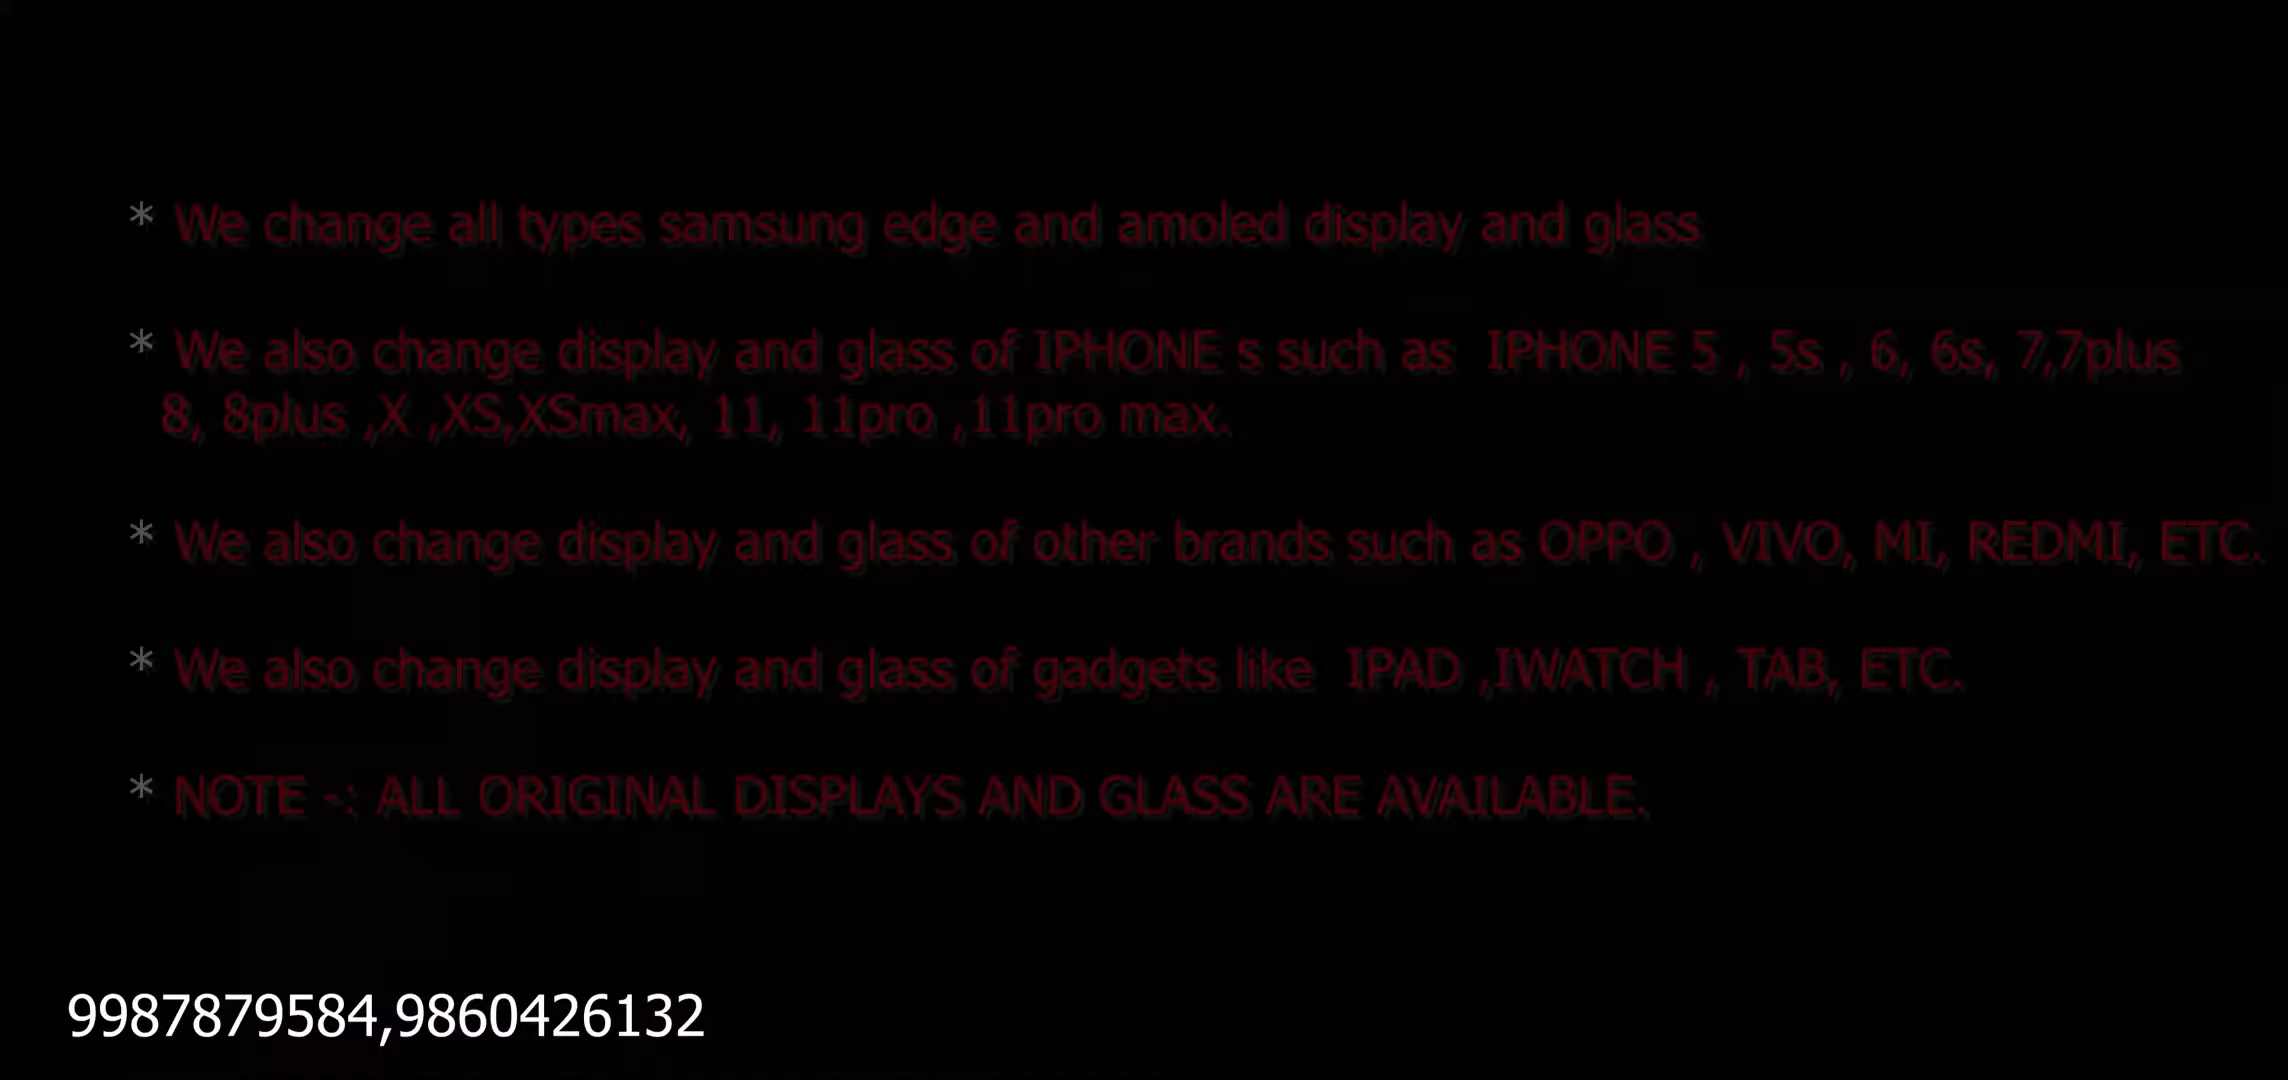 * We change all types samsung edge and amoled display and glass
* We also change display and glass of IPHONE s such as  IPHONE 5 , 5s , 6, 6s, 7,7plus
8, 8plus ,X ,XS,XSmax, 11, 11pro ,11pro max.
* We also change display and glass of other brands such as OPPO , VIVO, MI, REDMI, ETC.
* We also change display and glass of gadgets like  IPAD ,IWATCH , TAB, ETC.
* NOTE -: ALL ORIGINAL DISPLAYS AND GLASS ARE AVAILABLE.
9987879584,9860426132